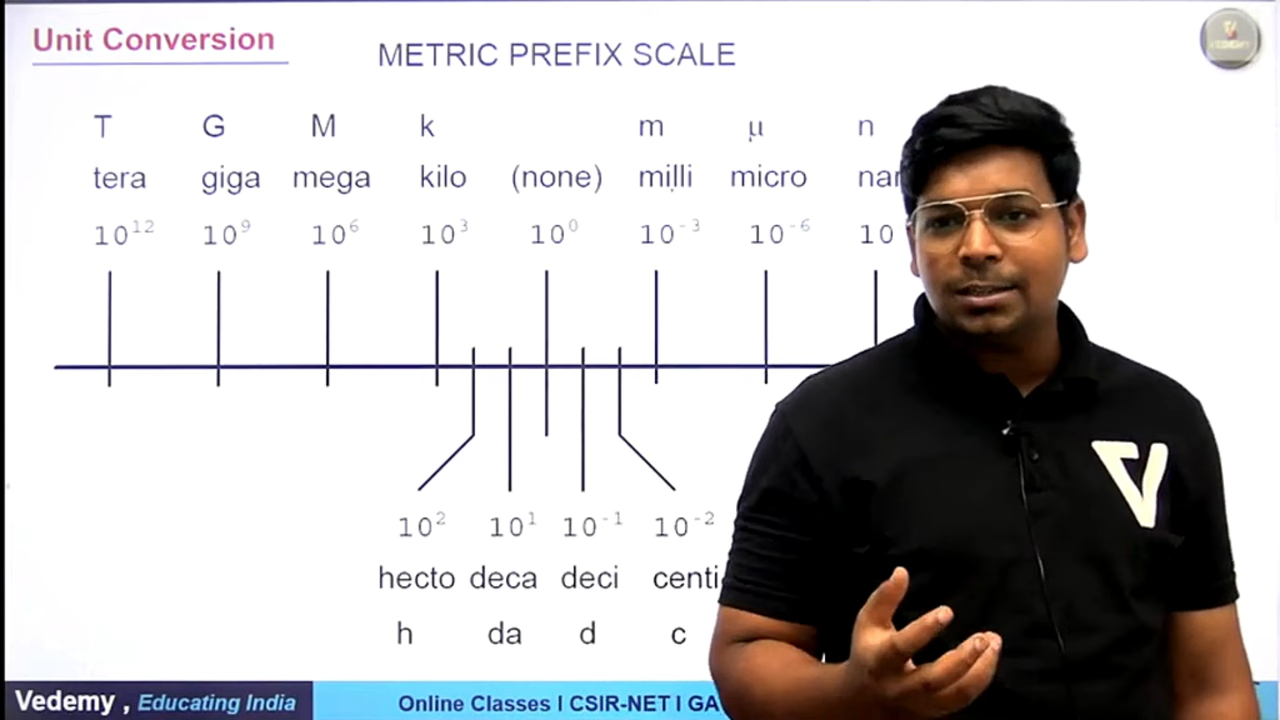 Unit Conversion
METRIC PREFIX SCALE
T G M k m μ n
tera giga mega kilo (none) milli micro
10¹² 10⁹ 10⁶ 10³ 10⁰ 10⁻³ 10⁻⁶ 10
10² 10¹ 10⁻¹ 10⁻²
hecto deca deci centi
h da d c
Vedemy , Educating India
Online Classes I CSIR-NET I